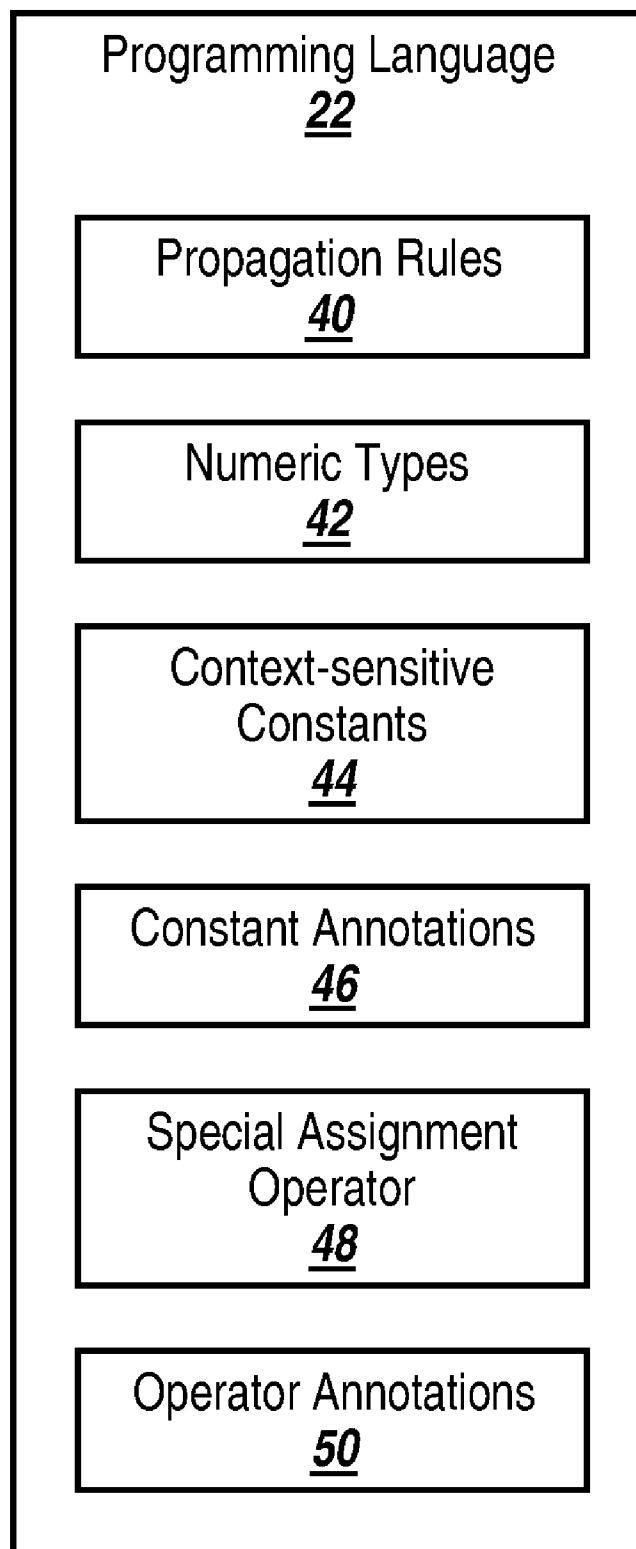 Programming Language
22
Propagation Rules
40
Numeric Types
42
Context-sensitive
Constants
44
Constant Annotations
46
Special Assignment
Operator
48
Operator Annotations
50